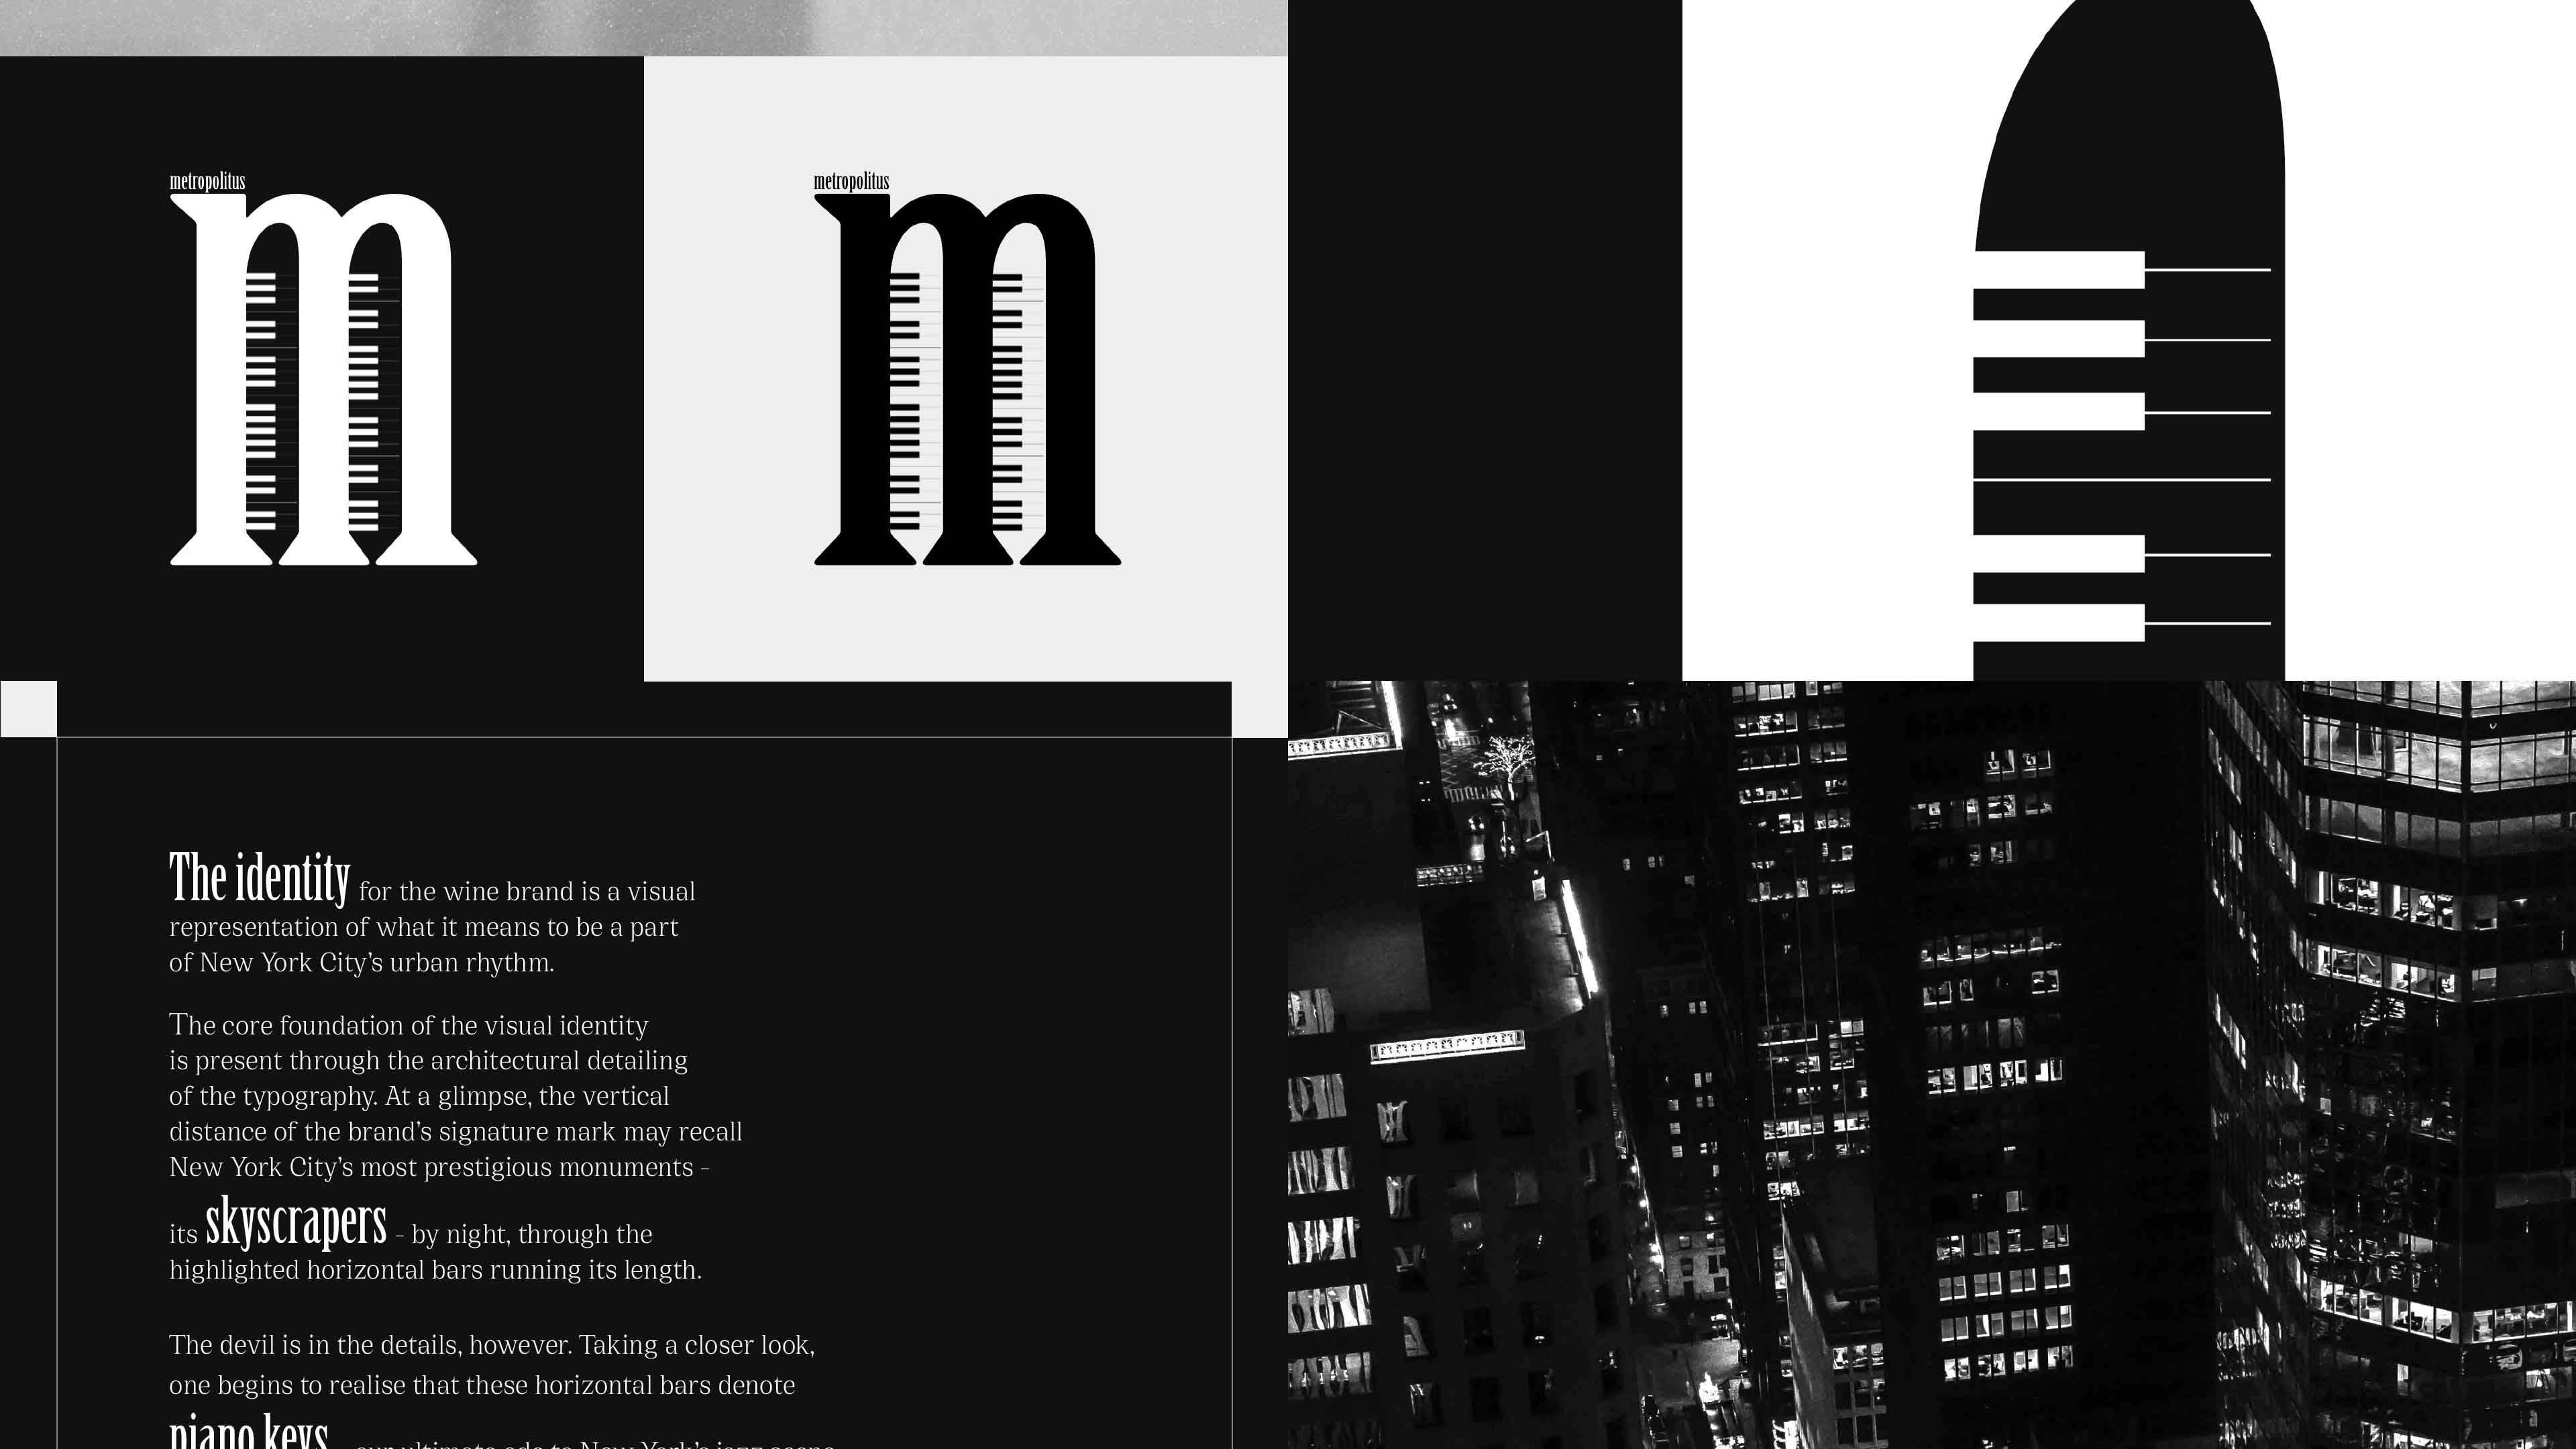 metropolitus
m
metropolitus
m
The identity for the wine brand is a visual
representation of what it means to be a part
of New York City's urban rhythm.
The core foundation of the visual identity
is present through the architectural detailing
of the typography. At a glimpse, the vertical
distance of the brand's signature mark may recall
New York City's most prestigious monuments -
its skyscrapers - by night, through the
highlighted horizontal bars running its length.
The devil is in the details, however. Taking a closer look,
one begins to realise that these horizontal bars denote
piano keys - our ultimate ode to New York's jazz scene